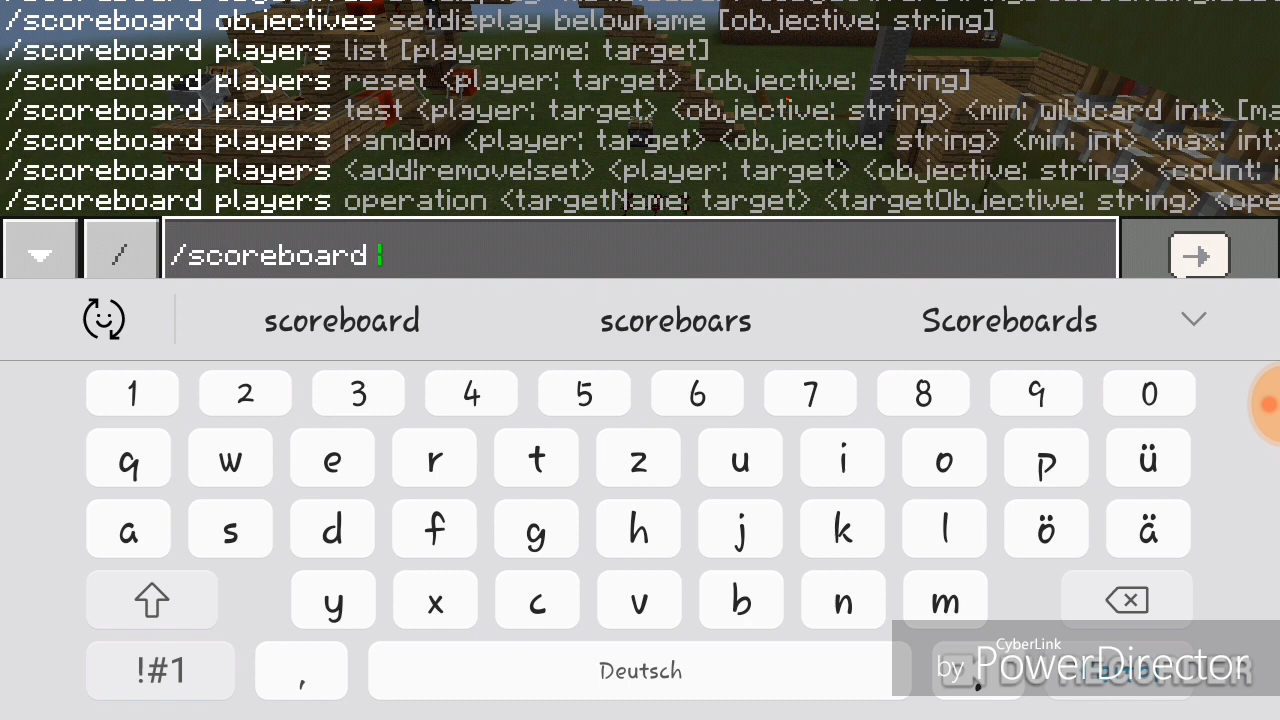 /scoreboard objectives setdisplay belowname [objective: string]
/scoreboard players list [playername: target]
/scoreboard players reset <player: target> [objective: string]
/scoreboard players test <player: target> <objective: string> <min: wildcard int> [ma
/scoreboard players random <player: target> <objective: string> <min: int> <max: int
/scoreboard players <add|remove|set> <player: target> <objective: string> <count: i
/scoreboard players operation <targetName: target> <targetObjective: string> <ope
/ /scoreboard
scoreboard scoreboars Scoreboards
1 2 3 4 5 6 7 8 9 0
q w e r t z u i o p ü
a s d f g h j k l ö ä
y x c v b n m
!#1 , Deutsch .
CyberLink
by PowerDirector
RECORDER